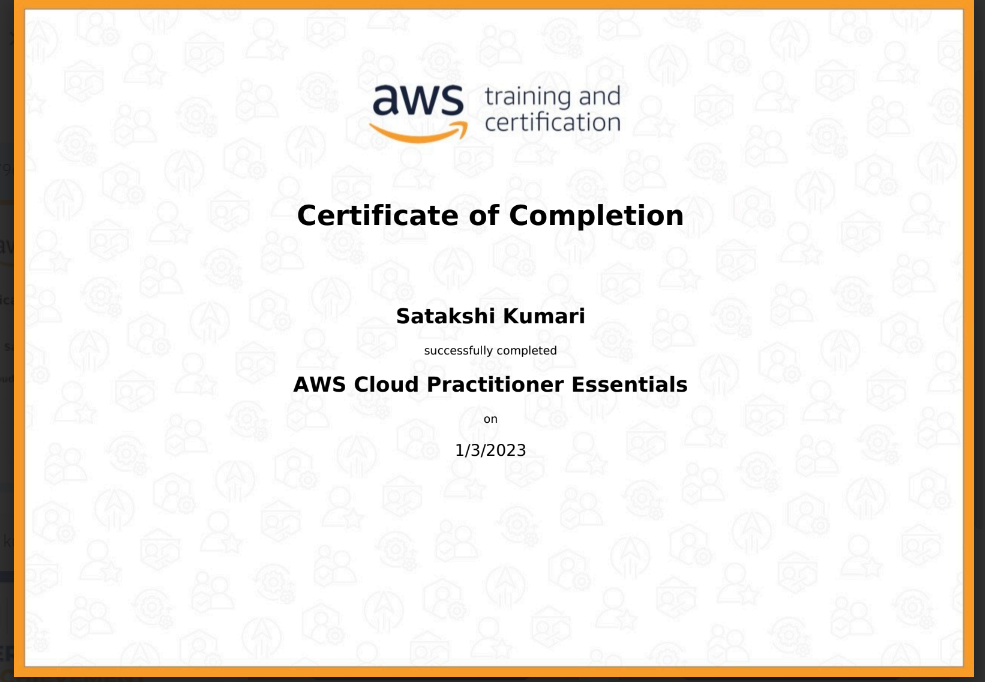 aws training and
certification
Certificate of Completion
Satakshi Kumari
successfully completed
AWS Cloud Practitioner Essentials
on
1/3/2023